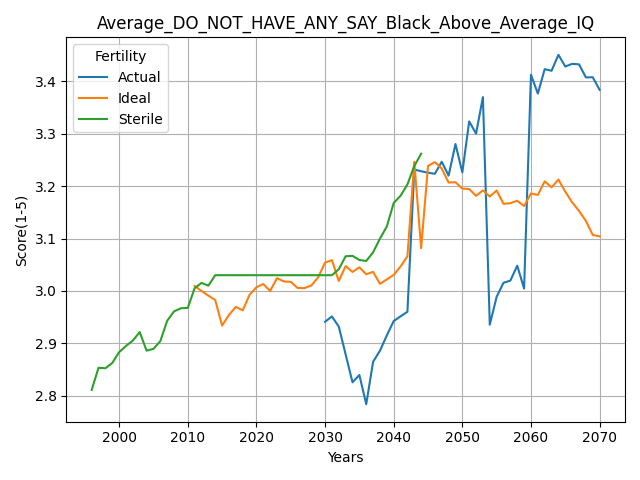 Average_DO_NOT_HAVE_ANY_SAY_Black_Above_Average_IQ
Fertility
Actual
Ideal
Sterile
Score(1-5)
3.4
3.3
3.2
3.1
3.0
2.9
2.8
2000 2010 2020 2030 2040 2050 2060 2070
Years